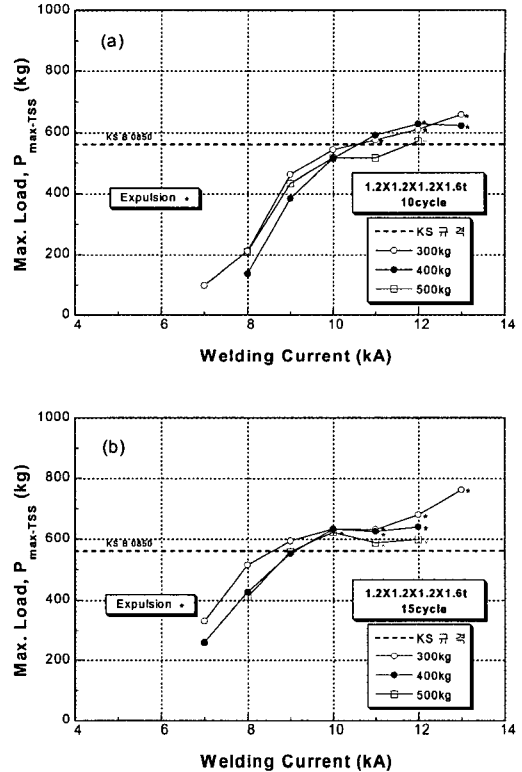 (a)
1000
800
600
400
200
0
Max. Load, P max-TSS (kg)
KS B 0850
Expulsion *
1.2X1.2X1.2X1.6t
10cycle
KS 규 격
300kg
400kg
500kg
4 6 8 10 12 14
Welding Current (kA)
(b)
1000
800
600
400
200
0
Max. Load, P max-TSS (kg)
KS B 0850
Expulsion *
1.2X1.2X1.2X1.6t
15cycle
KS 규 격
300kg
400kg
500kg
4 6 8 10 12 14
Welding Current (kA)